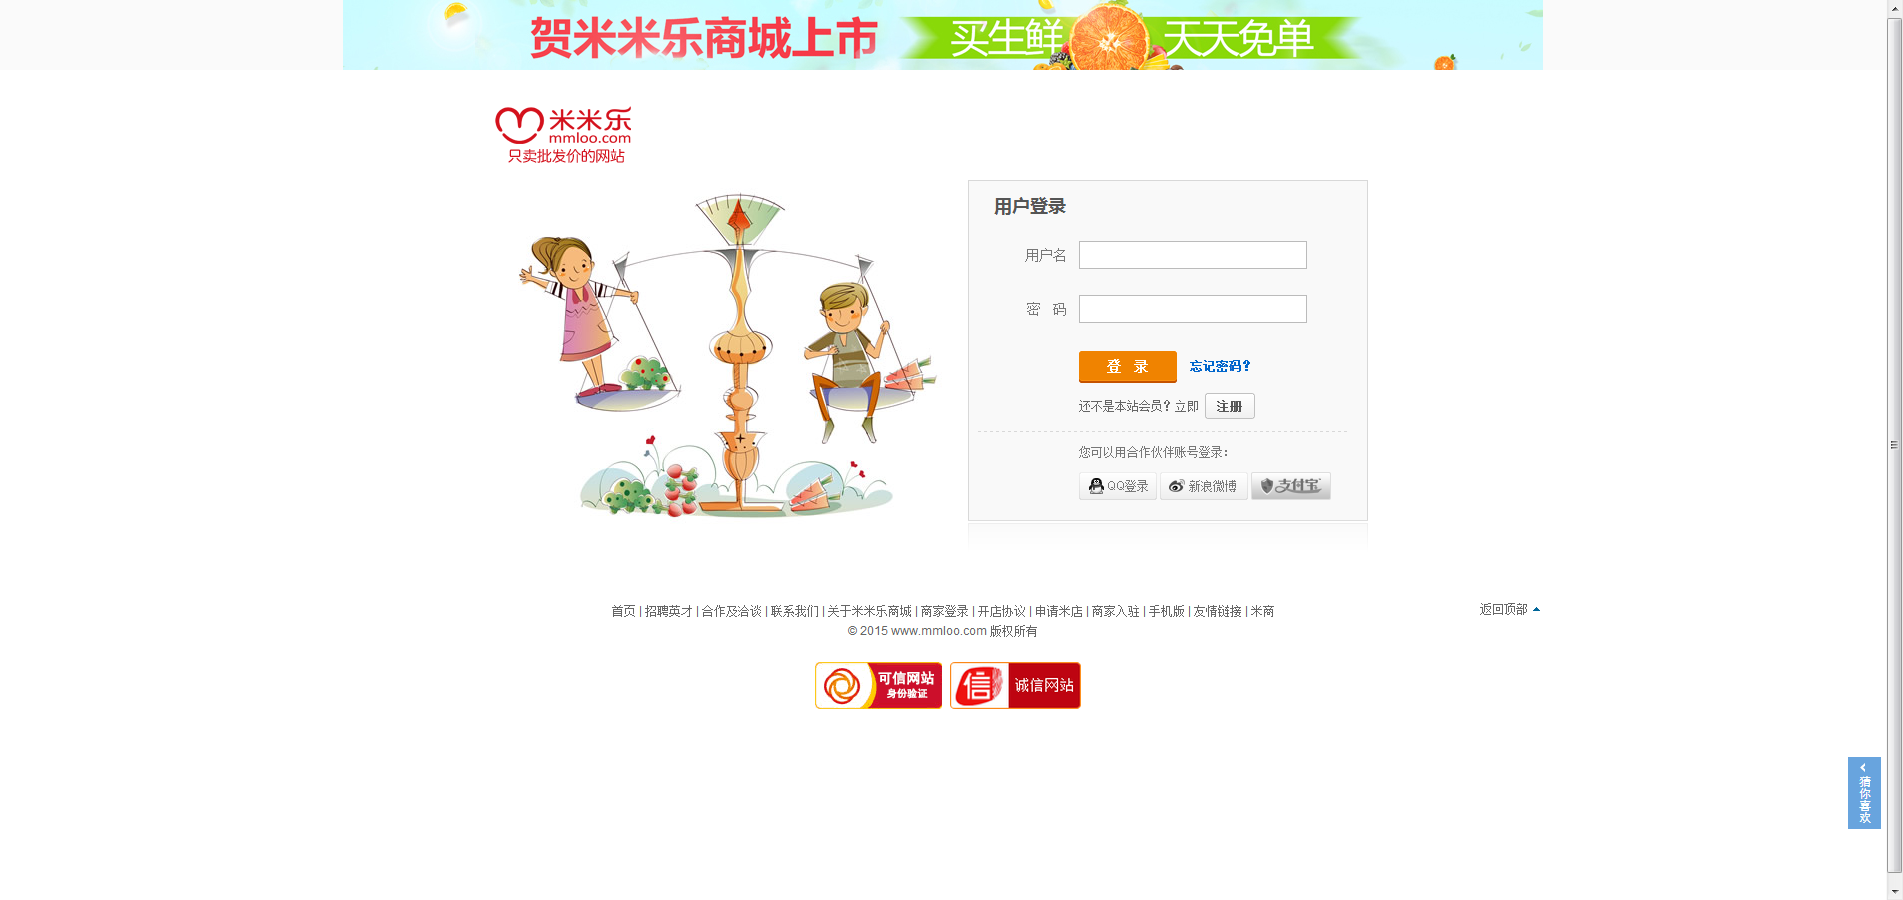 贺米米乐商城上市 买生鲜 天天免单
米米乐
mmloo.com
只卖批发价的网站
用户登录
用户名
密 码
登 录 忘记密码?
还不是本站会员? 立即 注册
您可以用合作伙伴账号登录:
QQ登录 新浪微博 支付宝
首页 | 招聘英才 | 合作及洽谈 | 联系我们 | 关于米米乐商城 | 商家登录 | 开店协议 | 申请米店 | 商家入驻 | 手机版 | 友情链接 | 米商
返回顶部
© 2015 www.mmloo.com 版权所有
可信网站
身份验证
信 诚信网站
猜你喜欢